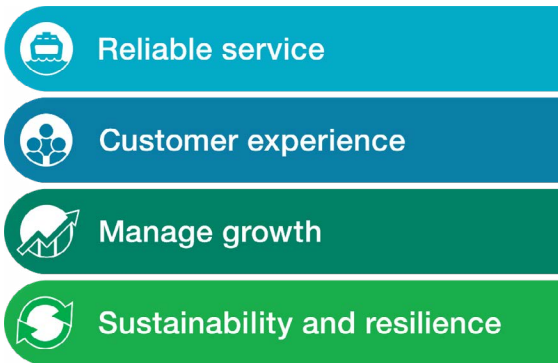 Reliable service
Customer experience
Manage growth
Sustainability and resilience